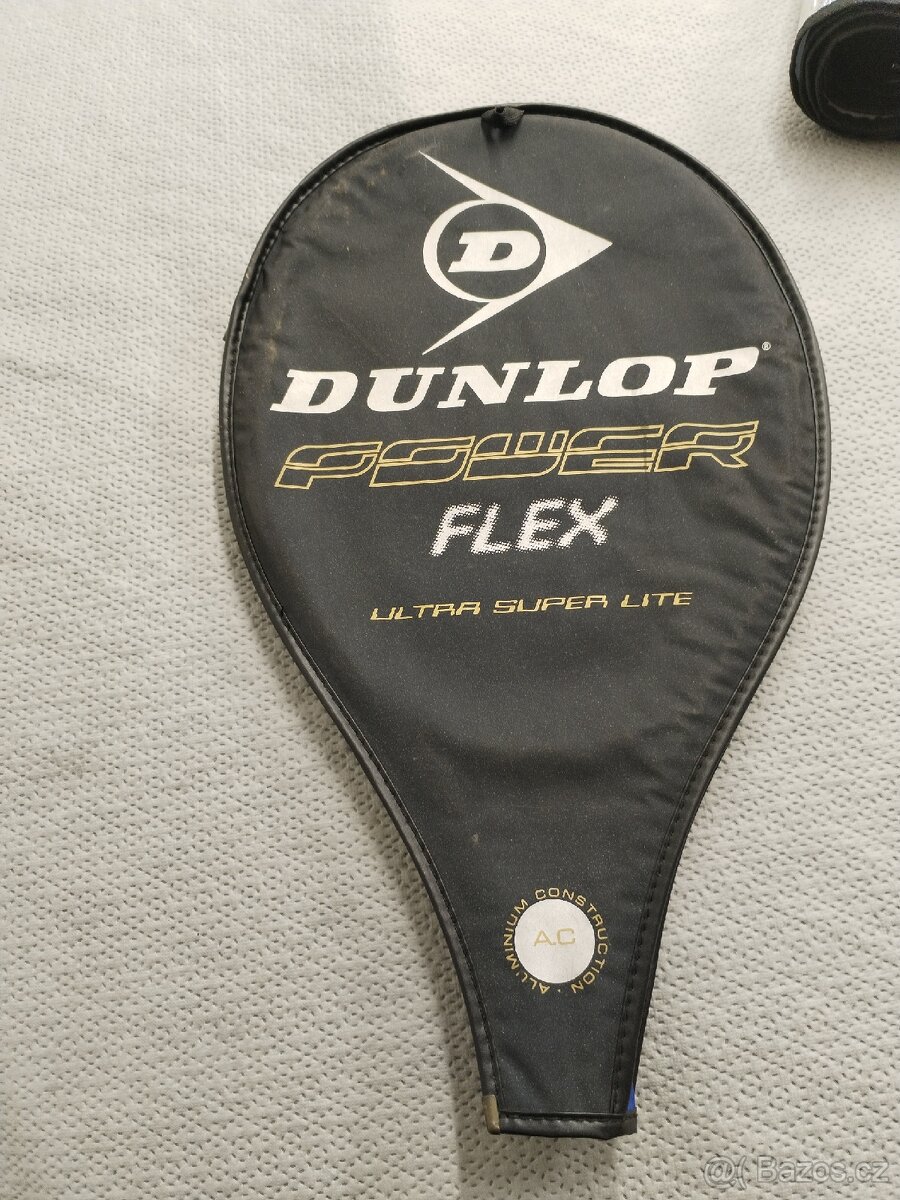 D
DUNLOP®
POWER
FLEX
ULTRA SUPER LITE
ALUMINIUM CONSTRUCTION ·
A.C
Bazos.cz